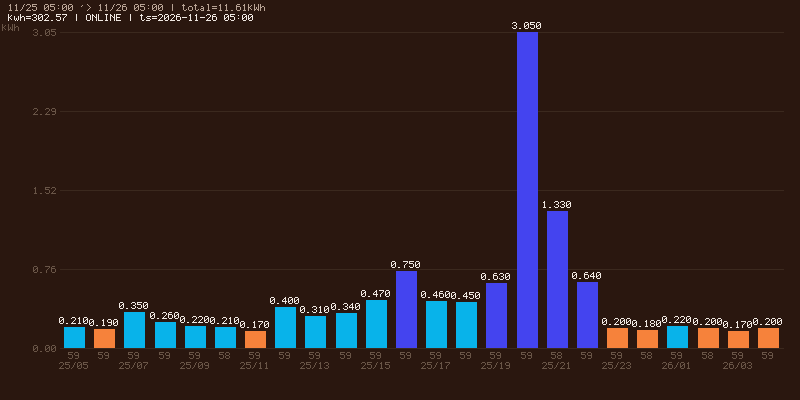 11/25 05:00 -> 11/26 05:00 | total=11.61kWh
Kwh=302.57 | ONLINE | ts=2026-11-26 05:00
kWh
3.05
2.29
1.52
0.76
0.00
0.210 0.190 0.350 0.260 0.220 0.210 0.170 0.400 0.310 0.340 0.470 0.750 0.460 0.450 0.630 3.050 1.330 0.640 0.200 0.180 0.220 0.200 0.170 0.200
59 59 59 59 59 58 59 59 59 59 59 59 59 59 59 59 58 59 59 58 59 58 59 59
25/05 25/07 25/09 25/11 25/13 25/15 25/17 25/19 25/21 25/23 26/01 26/03